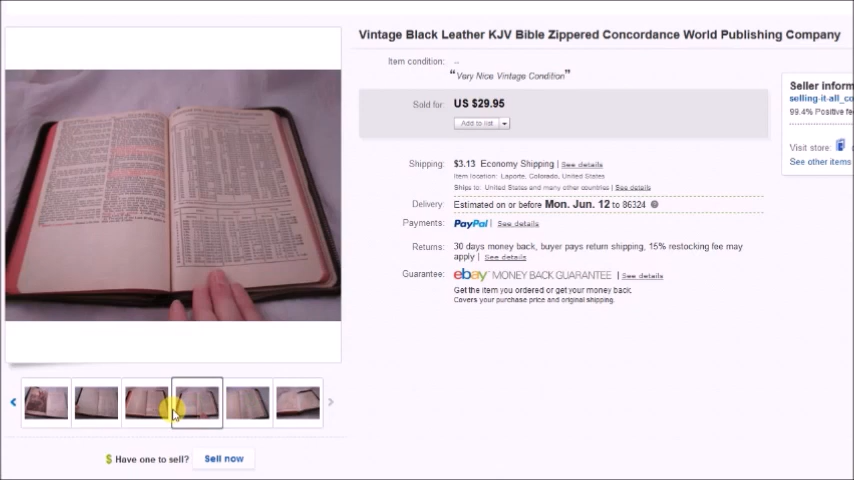 Vintage Black Leather KJV Bible Zippered Concordance World Publishing Company
Item condition: --
“Very Nice Vintage Condition”
Sold for: US $29.95
Add to list
Shipping: $3.13 Economy Shipping | See details
Item location: Laporte, Colorado, United States
Ships to: United States and many other countries | See details
Delivery: Estimated on or before Mon. Jun. 12 to 86324
Payments: PayPal | See details
Returns: 30 days money back, buyer pays return shipping, 15% restocking fee may
apply | See details
Guarantee: ebay MONEY BACK GUARANTEE | See details
Get the item you ordered or get your money back.
Covers your purchase price and original shipping.
Seller inform
selling-it-all_co
99.4% Positive fe
Visit store:
See other items
$ Have one to sell? Sell now